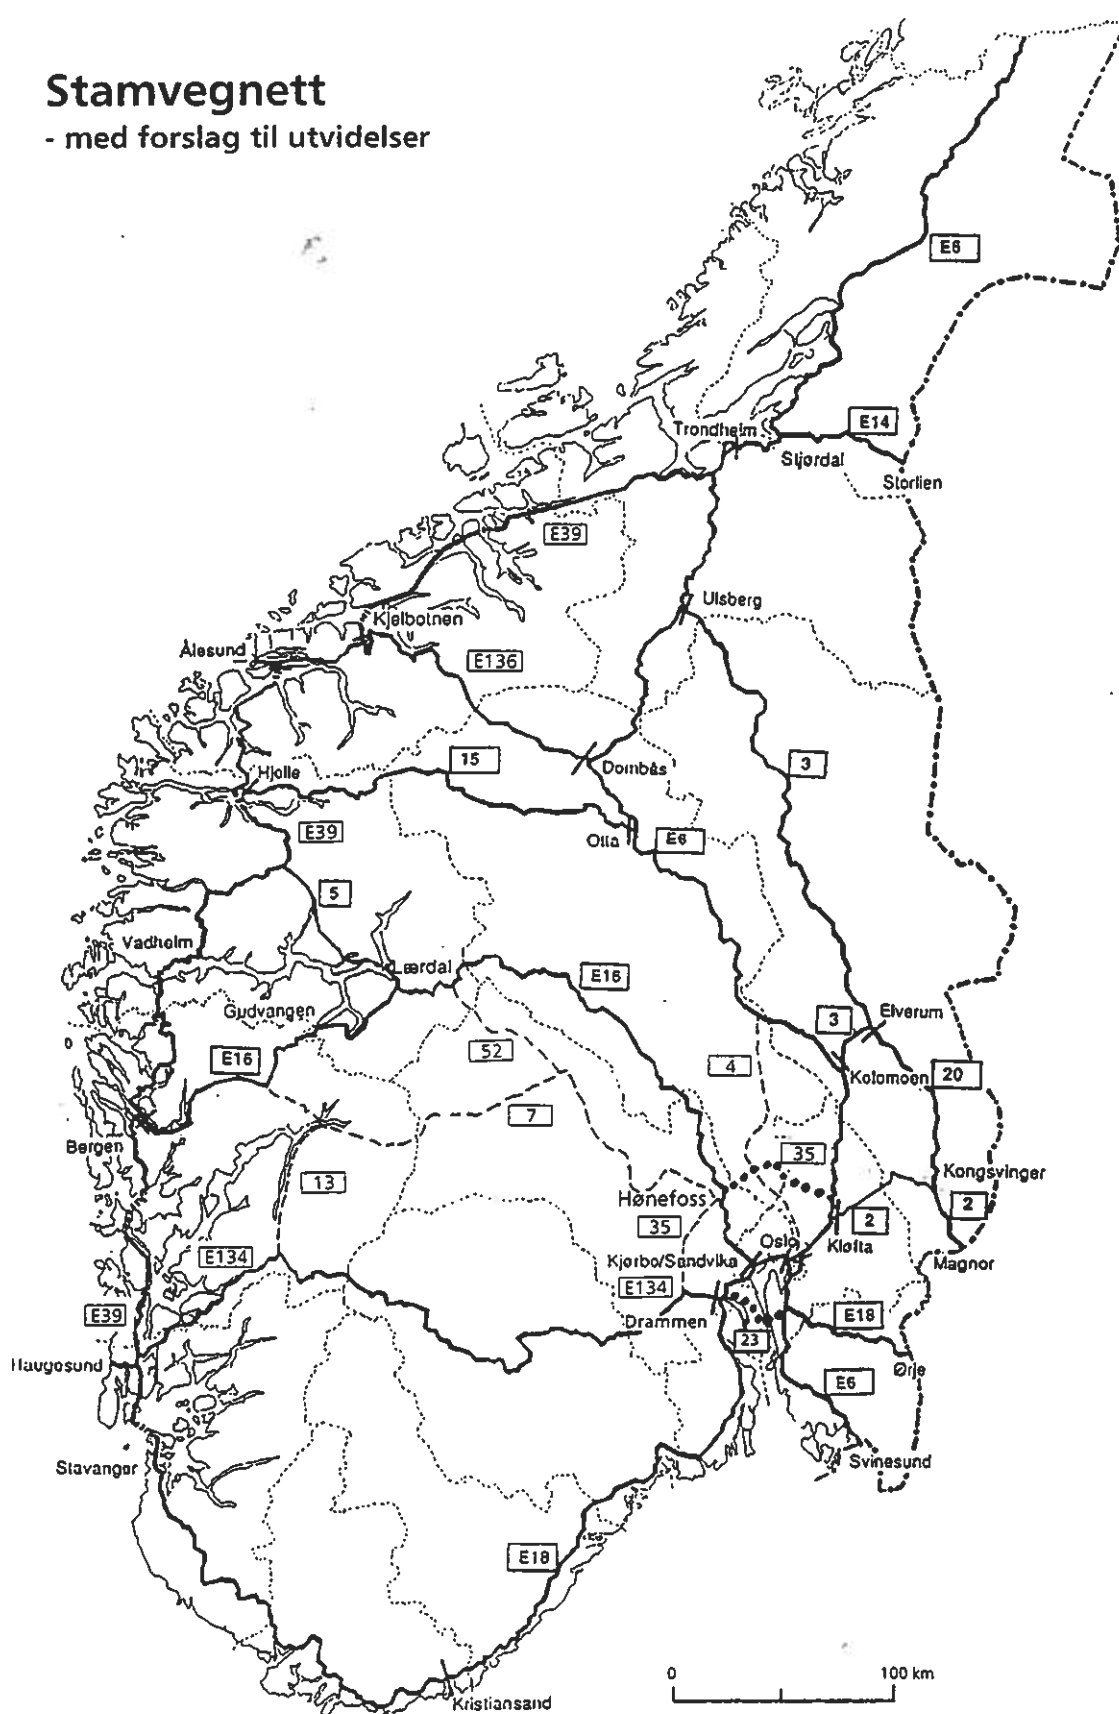 Stamvegnett
- med forslag til utvidelser
E6
E14
Trondheim
Stjørdal
Storlien
E39
Ulsberg
Kjelbotnen
Ålesund
E136
15
3
Dombås
Hjelle
E39
Otta
E6
5
Vadheim
Lærdal
E16
Gudvangen
3
Elverum
52
E16
4
Kolomoen
20
7
Bergen
35
13
Kongsvinger
Hønefoss
35
2
2
Oslo
Kløfta
E134
Kjørbo/Sandvika
Magnor
E134
E39
Drammen
E18
23
Haugesund
Ørje
E6
Stavanger
Svinesund
E18
0 100 km
Kristiansand